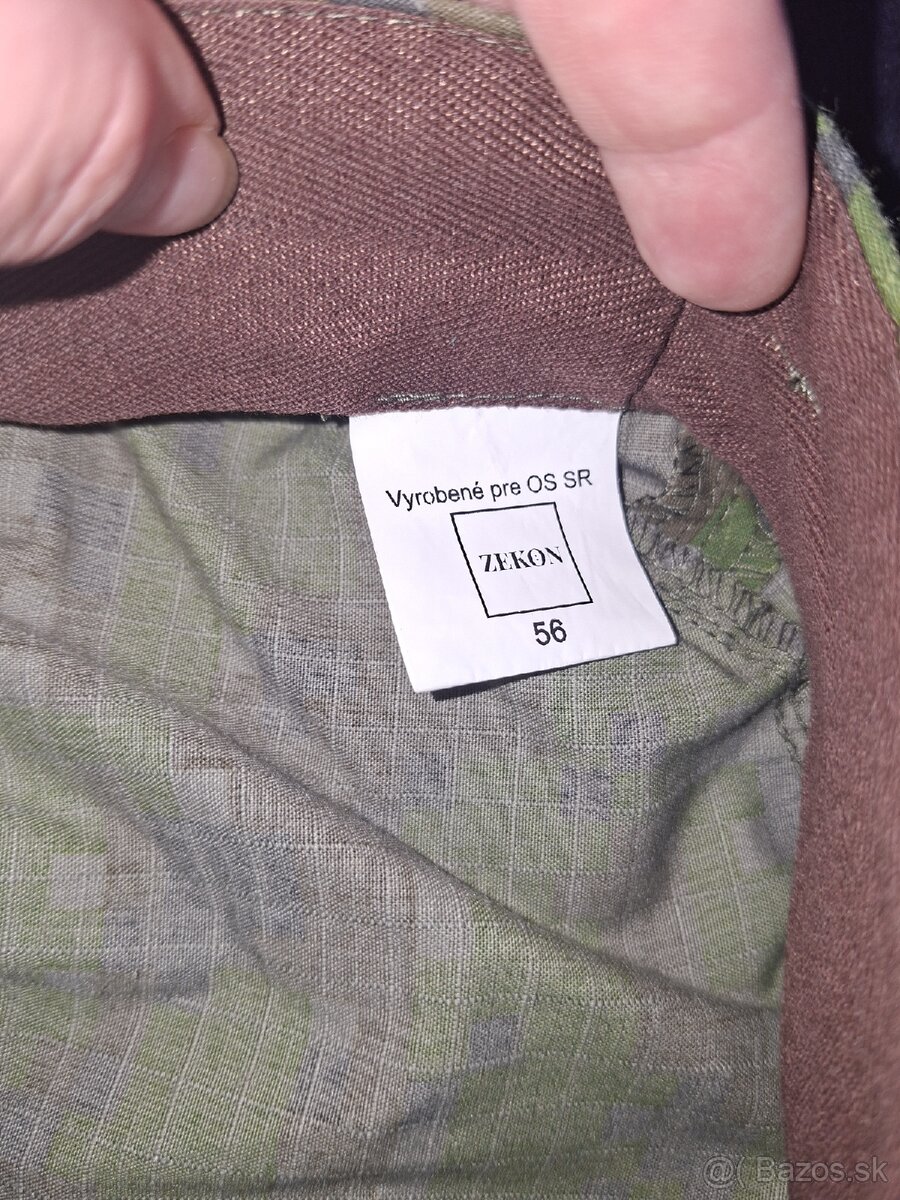 Vyrobené pre OS SR
ZEKON
56
@( Bazos.sk